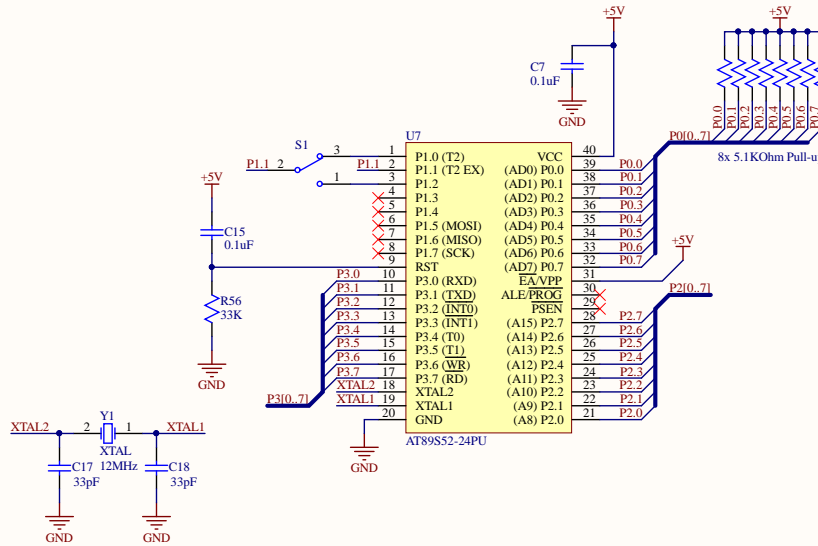 +5V
+5V
C7
0.1uF
GND
P0.0
P0.1
P0.2
P0.3
P0.4
P0.5
P0.6
P0.7
P0[0..7]
8x 5.1KOhm Pull-u
U7
S1
3
P1.1 2
1
P1.1
1 P1.0 (T2)
2 P1.1 (T2 EX)
3 P1.2
4 P1.3
5 P1.4
6 P1.5 (MOSI)
7 P1.6 (MISO)
8 P1.7 (SCK)
9 RST
P3.0 10 P3.0 (RXD)
P3.1 11 P3.1 (TXD)
P3.2 12 P3.2 (INT0)
P3.3 13 P3.3 (INT1)
P3.4 14 P3.4 (T0)
P3.5 15 P3.5 (T1)
P3.6 16 P3.6 (WR)
P3.7 17 P3.7 (RD)
XTAL2 18 XTAL2
XTAL1 19 XTAL1
20 GND
VCC 40
(AD0) P0.0 39 P0.0
(AD1) P0.1 38 P0.1
(AD2) P0.2 37 P0.2
(AD3) P0.3 36 P0.3
(AD4) P0.4 35 P0.4
(AD5) P0.5 34 P0.5
(AD6) P0.6 33 P0.6
(AD7) P0.7 32 P0.7
EA/VPP 31
+5V
ALE/PROG 30
PSEN 29
P2[0..7]
(A15) P2.7 28 P2.7
(A14) P2.6 27 P2.6
(A13) P2.5 26 P2.5
(A12) P2.4 25 P2.4
(A11) P2.3 24 P2.3
(A10) P2.2 23 P2.2
(A9) P2.1 22 P2.1
(A8) P2.0 21 P2.0
AT89S52-24PU
GND
+5V
C15
0.1uF
R56
33K
GND
P3[0..7]
XTAL2 2 Y1 1 XTAL1
XTAL
12MHz
C17
33pF
C18
33pF
GND
GND